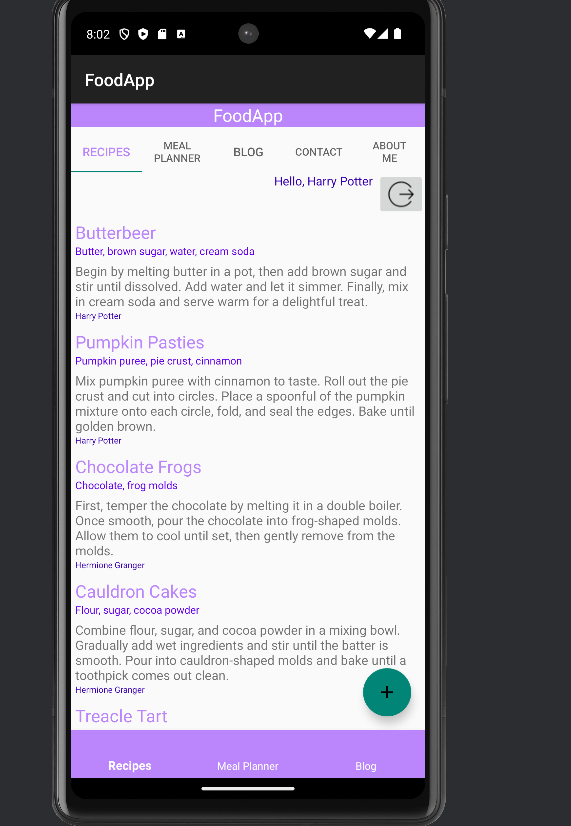 8:02
FoodApp
FoodApp
RECIPES
MEAL
PLANNER
BLOG
CONTACT
ABOUT
ME
Hello, Harry Potter
Butterbeer
Butter, brown sugar, water, cream soda
Begin by melting butter in a pot, then add brown sugar and
stir until dissolved. Add water and let it simmer. Finally, mix
in cream soda and serve warm for a delightful treat.
Harry Potter
Pumpkin Pasties
Pumpkin puree, pie crust, cinnamon
Mix pumpkin puree with cinnamon to taste. Roll out the pie
crust and cut into circles. Place a spoonful of the pumpkin
mixture onto each circle, fold, and seal the edges. Bake until
golden brown.
Harry Potter
Chocolate Frogs
Chocolate, frog molds
First, temper the chocolate by melting it in a double boiler.
Once smooth, pour the chocolate into frog-shaped molds.
Allow them to cool until set, then gently remove from the
molds.
Hermione Granger
Cauldron Cakes
Flour, sugar, cocoa powder
Combine flour, sugar, and cocoa powder in a mixing bowl.
Gradually add wet ingredients and stir until the batter is
smooth. Pour into cauldron-shaped molds and bake until a
toothpick comes out clean.
Hermione Granger
+
Treacle Tart
Recipes
Meal Planner
Blog